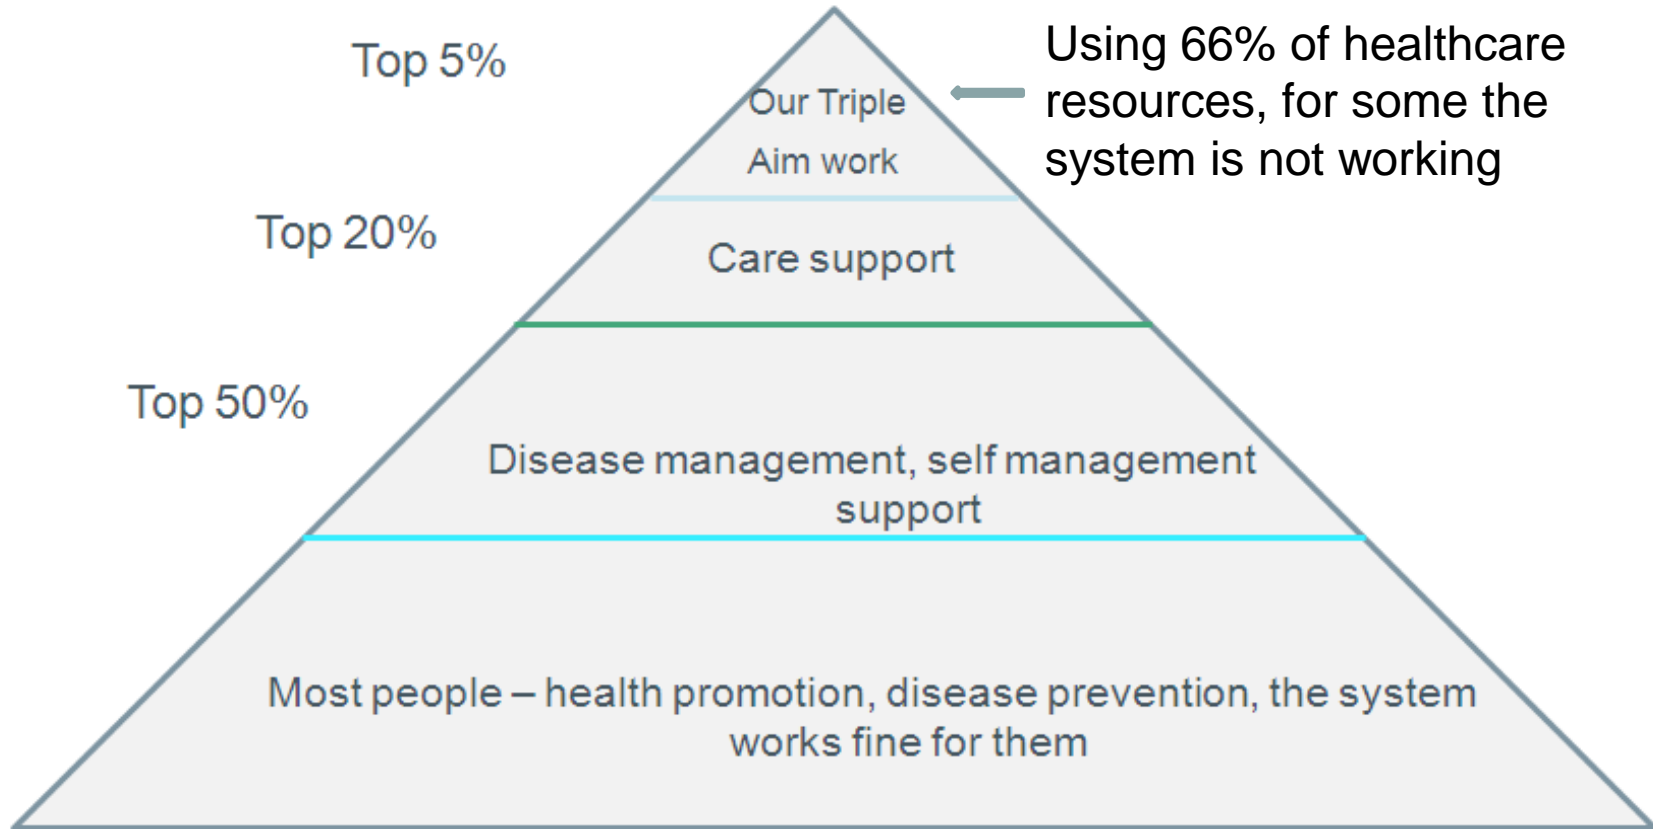 Top 5%
Our Triple
Aim work
Using 66% of healthcare
resources, for some the
system is not working
Top 20%
Care support
Top 50%
Disease management, self management
support
Most people – health promotion, disease prevention, the system
works fine for them